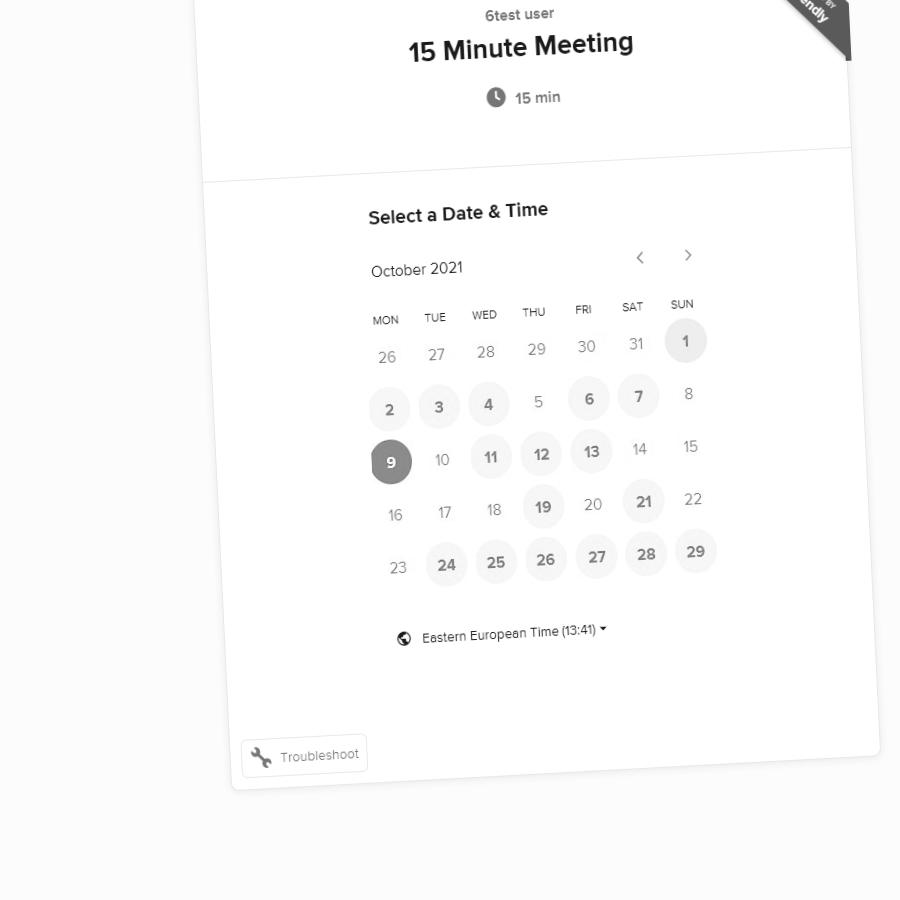 6test user
15 Minute Meeting
15 min
Select a Date & Time
October 2021
MON TUE WED THU FRI SAT SUN
26 27 28 29 30 31 1
2 3 4 5 6 7 8
9 10 11 12 13 14 15
16 17 18 19 20 21 22
23 24 25 26 27 28 29
Eastern European Time (13:41)
Troubleshoot